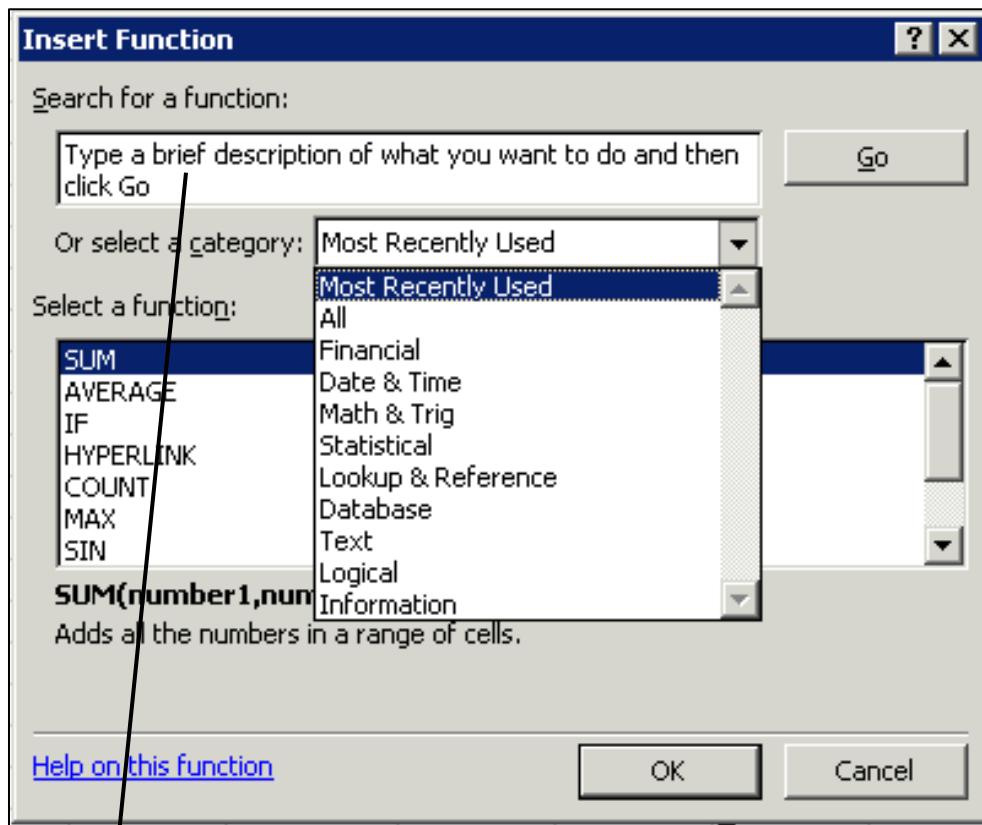 Insert Function
Search for a function:
Type a brief description of what you want to do and then
click Go
Go
Or select a category:
Most Recently Used
Most Recently Used
All
Financial
Date & Time
Math & Trig
Statistical
Lookup & Reference
Database
Text
Logical
Information
Select a function:
SUM
AVERAGE
IF
HYPERLINK
COUNT
MAX
SIN
SUM(number1,num
Adds all the numbers in a range of cells.
Help on this function
OK
Cancel